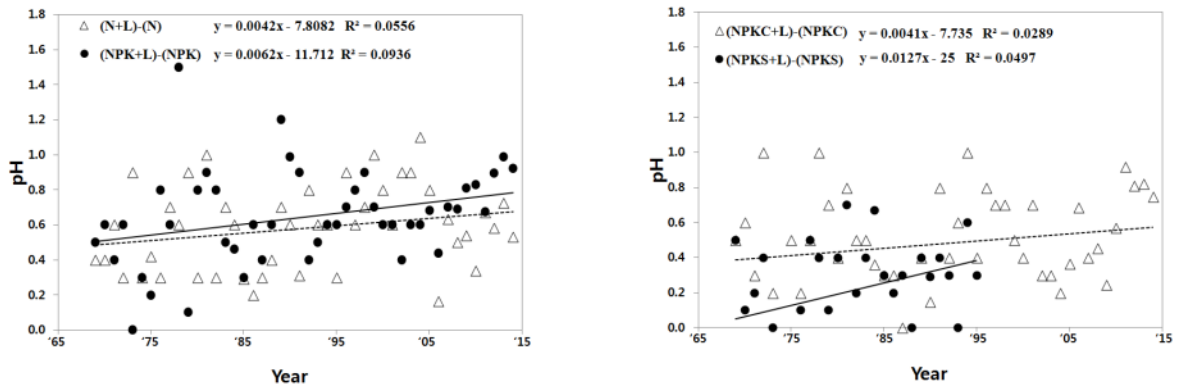 1.8
(N+L)-(N) y = 0.0042x - 7.8082 R² = 0.0556
1.6
(NPK+L)-(NPK) y = 0.0062x - 11.712 R² = 0.0936
1.4
1.2
1.0
pH
0.8
0.6
0.4
0.2
0.0
'65 '75 '85 '95 '05 '15
Year
1.8
(NPKC+L)-(NPKC) y = 0.0041x - 7.735 R² = 0.0289
1.6
(NPKS+L)-(NPKS) y = 0.0127x - 25 R² = 0.0497
1.4
1.2
1.0
pH
0.8
0.6
0.4
0.2
0.0
'65 '75 '85 '95 '05 '15
Year